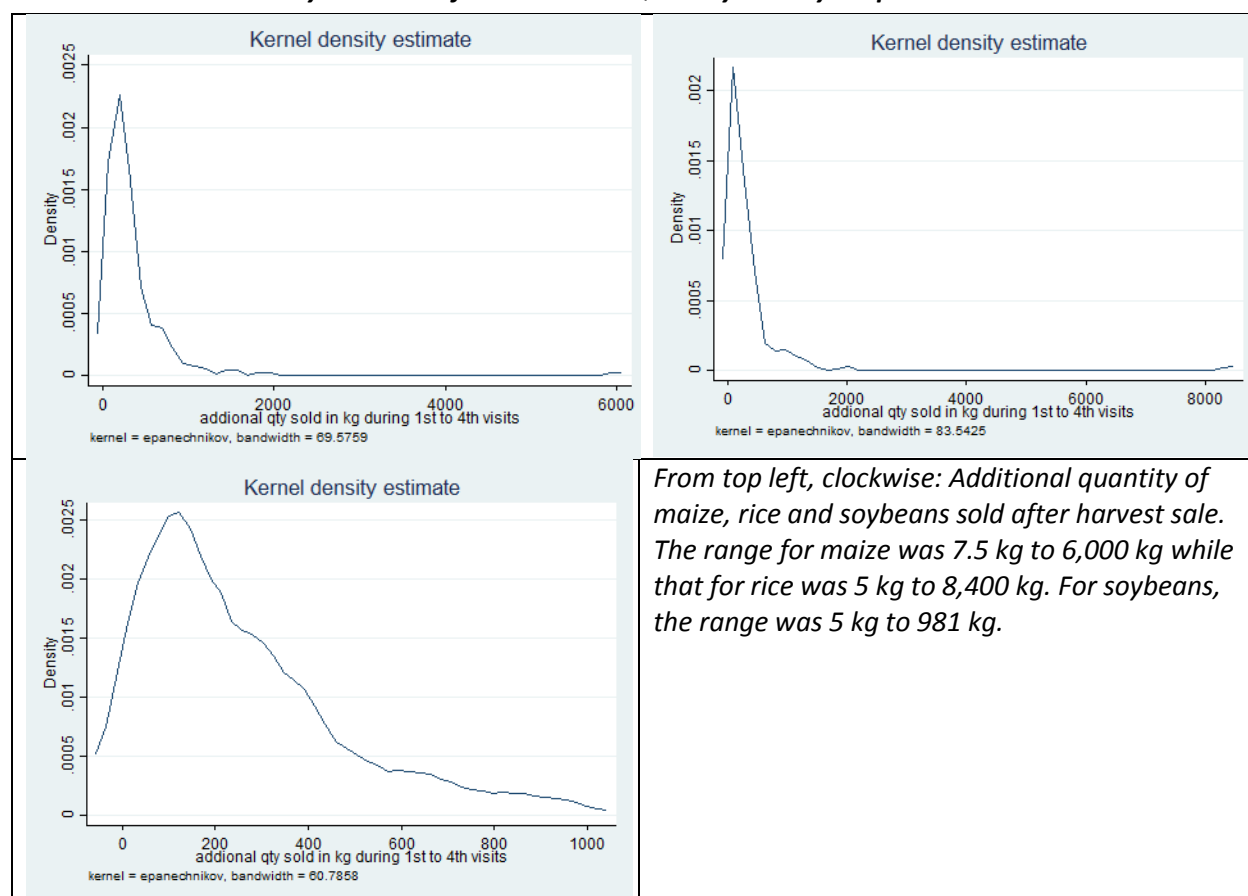 Kernel density estimate
Density
0 .0005 .001 .0015 .002 .0025
0 2000 4000 6000
addional qty sold in kg during 1st to 4th visits
kernel = epanechnikov, bandwidth = 69.5759
Kernel density estimate
Density
0 .0005 .001 .0015 .002
0 2000 4000 6000 8000
addional qty sold in kg during 1st to 4th visits
kernel = epanechnikov, bandwidth = 83.5425
Kernel density estimate
Density
0 .0005 .001 .0015 .002 .0025
0 200 400 600 800 1000
addional qty sold in kg during 1st to 4th visits
kernel = epanechnikov, bandwidth = 60.7858
From top left, clockwise: Additional quantity of
maize, rice and soybeans sold after harvest sale.
The range for maize was 7.5 kg to 6,000 kg while
that for rice was 5 kg to 8,400 kg. For soybeans,
the range was 5 kg to 981 kg.